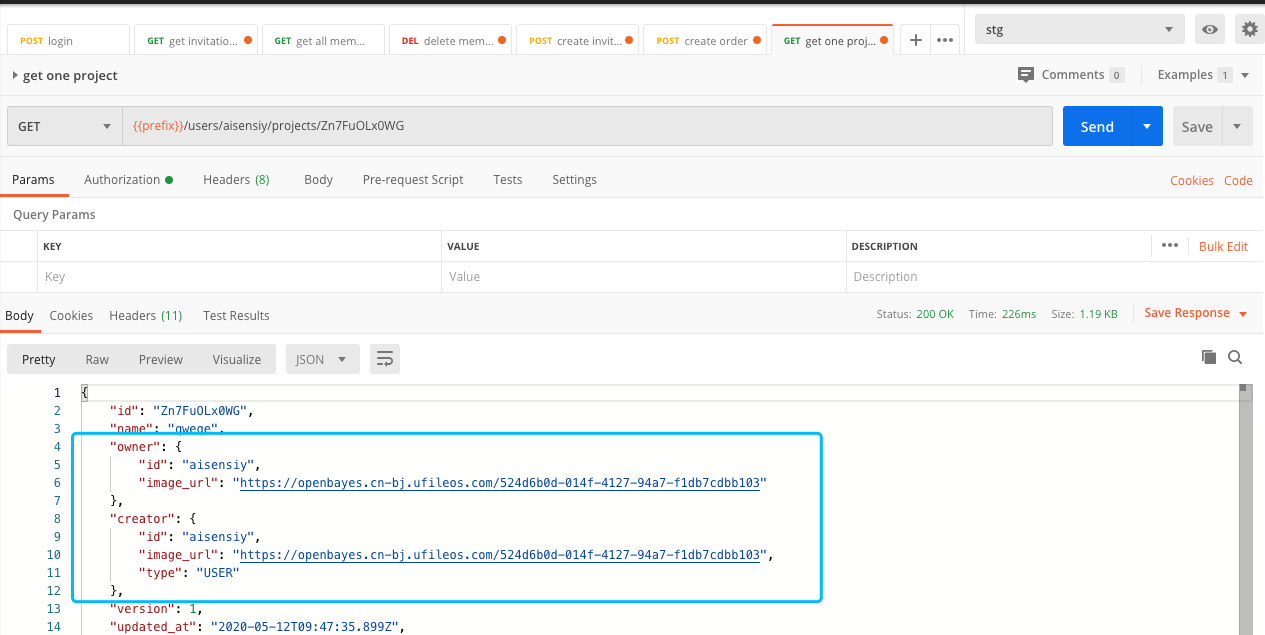 POST login GET get invitatio... GET get all mem... DEL delete mem... POST create invit... POST create order GET get one proj... + ••• stg
get one project Comments 0 Examples 1
GET {{prefix}}/users/aisensiy/projects/Zn7FuOLx0WG Send Save
Params Authorization Headers (8) Body Pre-request Script Tests Settings Cookies Code
Query Params
KEY VALUE DESCRIPTION ••• Bulk Edit
Key Value Description
Body Cookies Headers (11) Test Results Status: 200 OK Time: 226ms Size: 1.19 KB Save Response
Pretty Raw Preview Visualize JSON
1 {
2 "id": "Zn7FuOLx0WG",
3 "name": "qweqe",
4 "owner": {
5 "id": "aisensiy",
6 "image_url": "https://openbayes.cn-bj.ufileos.com/524d6b0d-014f-4127-94a7-f1db7cdbb103"
7 },
8 "creator": {
9 "id": "aisensiy",
10 "image_url": "https://openbayes.cn-bj.ufileos.com/524d6b0d-014f-4127-94a7-f1db7cdbb103",
11 "type": "USER"
12 },
13 "version": 1,
14 "updated_at": "2020-05-12T09:47:35.899Z",